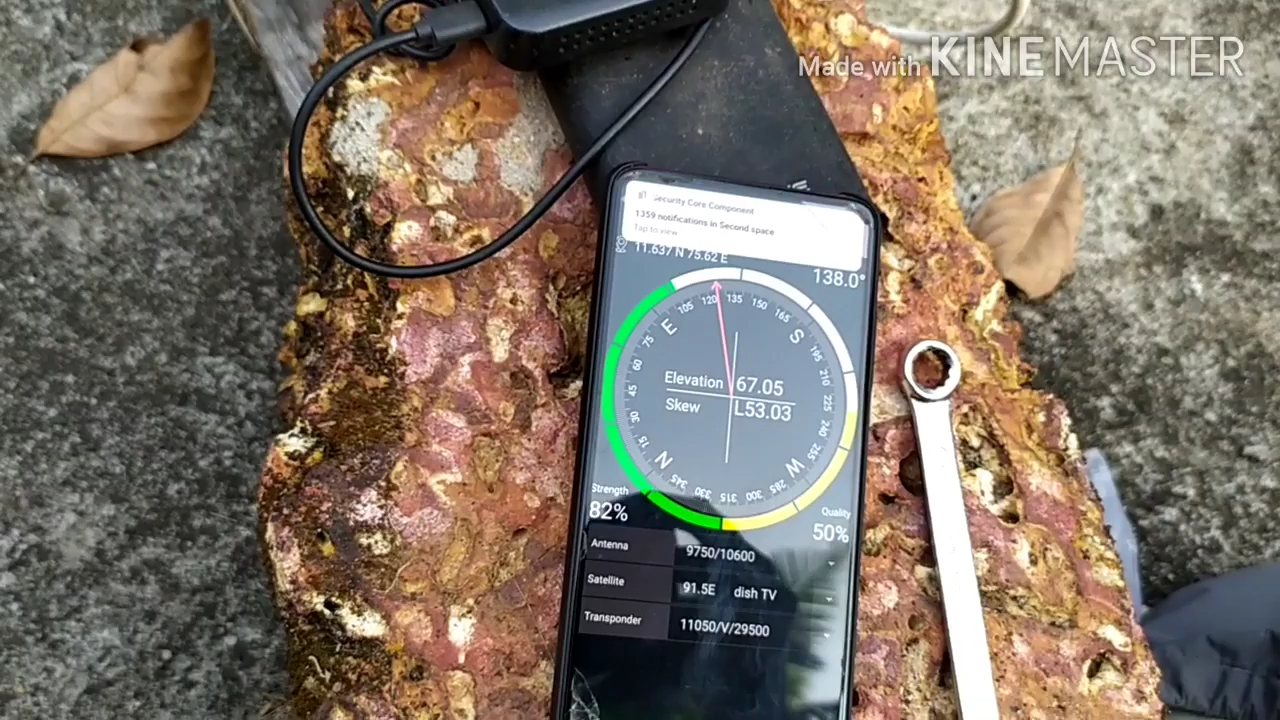 Made with KINEMASTER
Security Core Component
1359 notifications in Second space
Tap to view
11.637 N 75.62 E
138.0°
105 120 135 150 165
E S
75 195
60 210
45 225
30 240
15 255
N W
345 330 315 300 285
Elevation 67.05
Skew L53.03
Strength
82%
Quality
50%
Antenna 9750/10600
Satellite 91.5E dish TV
Transponder 11050/V/29500